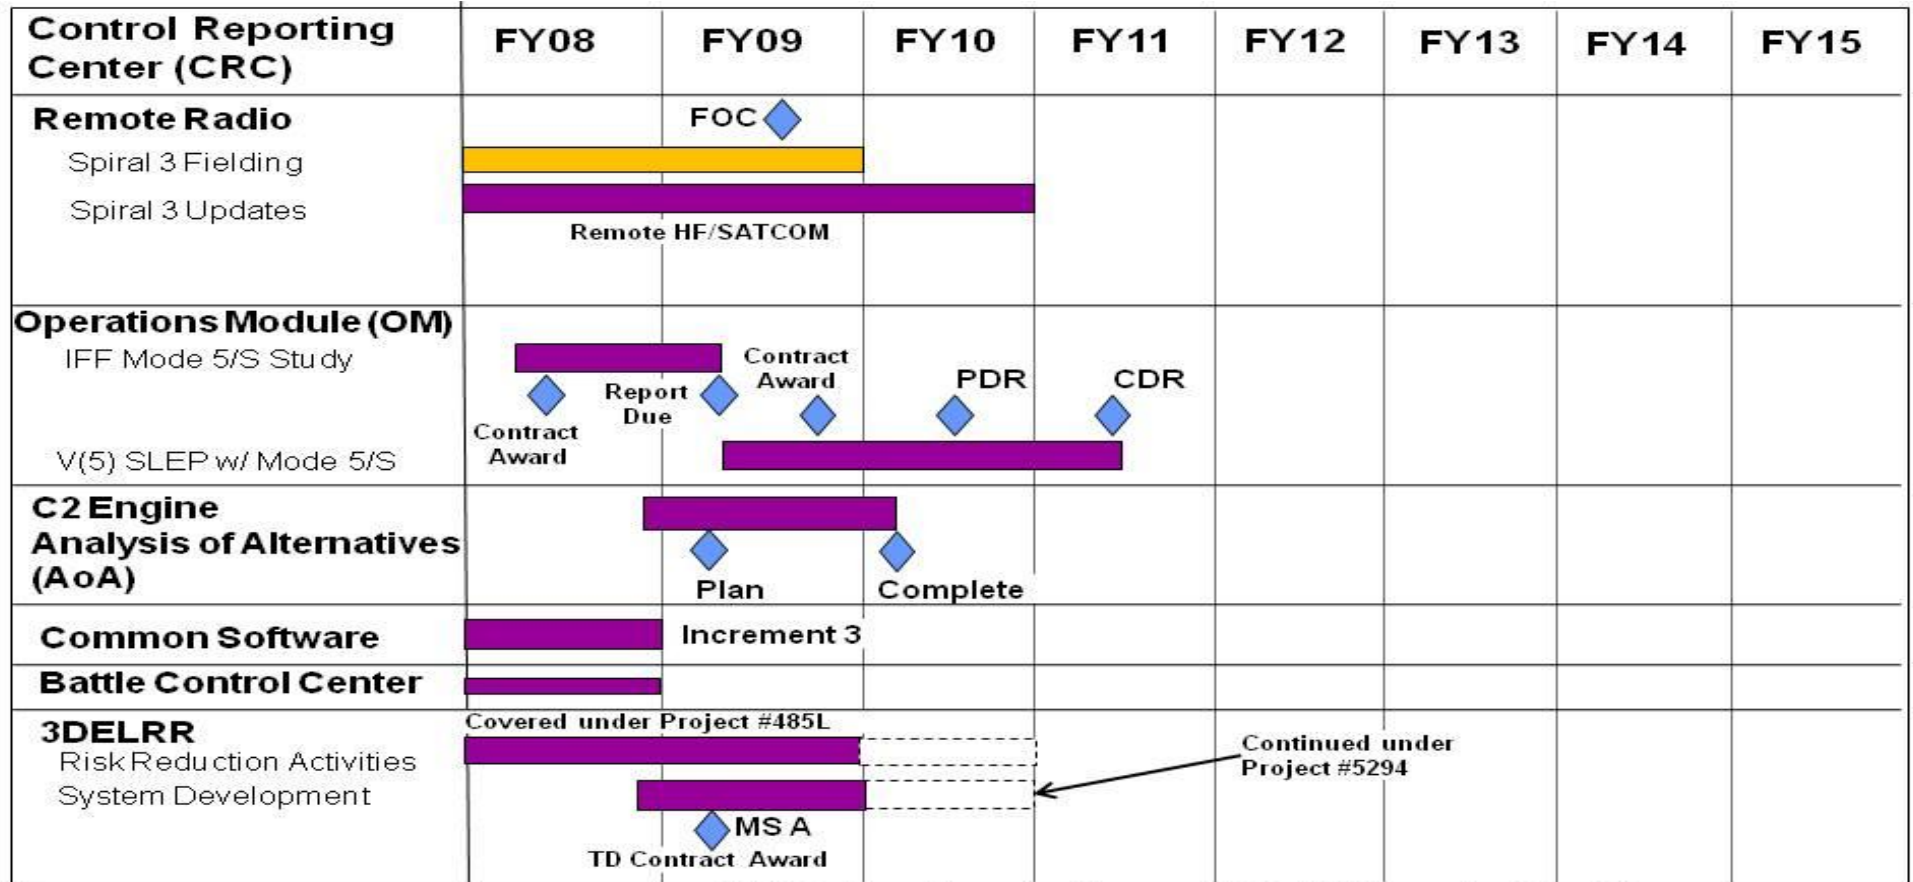 Control Reporting
Center (CRC)
FY08 FY09 FY10 FY11 FY12 FY13 FY14 FY15
Remote Radio
FOC
Spiral 3 Fielding
Spiral 3 Updates
Remote HF/SATCOM
Operations Module (OM)
IFF Mode 5/S Study
Contract
Award
Report
Due
Contract
Award
PDR
CDR
V(5) SLEP w/ Mode 5/S
C2 Engine
Analysis of Alternatives
(AoA)
Plan
Complete
Common Software
Increment 3
Battle Control Center
3DELRR
Covered under Project #485L
Risk Reduction Activities
System Development
Continued under
Project #5294
MS A
TD Contract Award